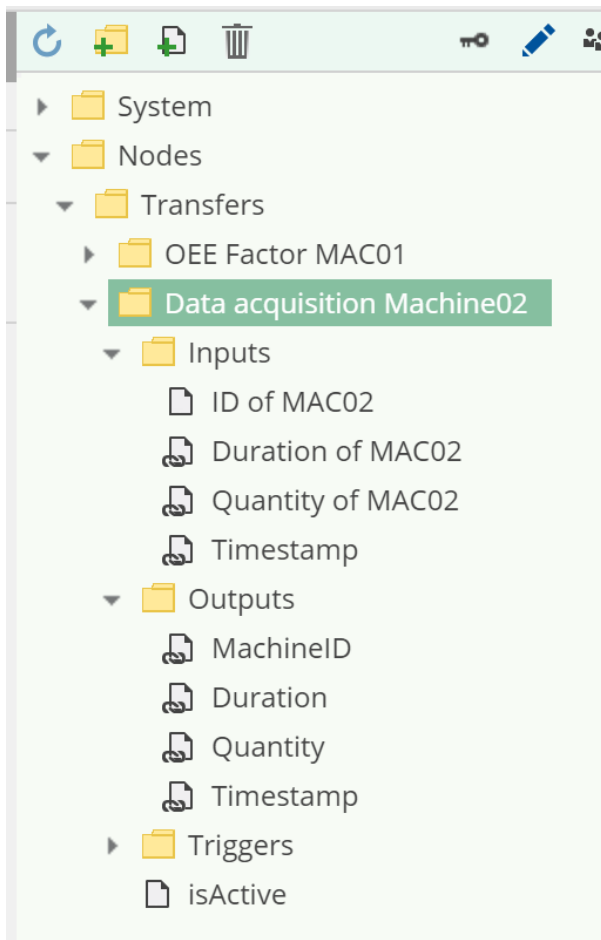 System
Nodes
Transfers
OEE Factor MAC01
Data acquisition Machine02
Inputs
ID of MAC02
Duration of MAC02
Quantity of MAC02
Timestamp
Outputs
MachineID
Duration
Quantity
Timestamp
Triggers
isActive